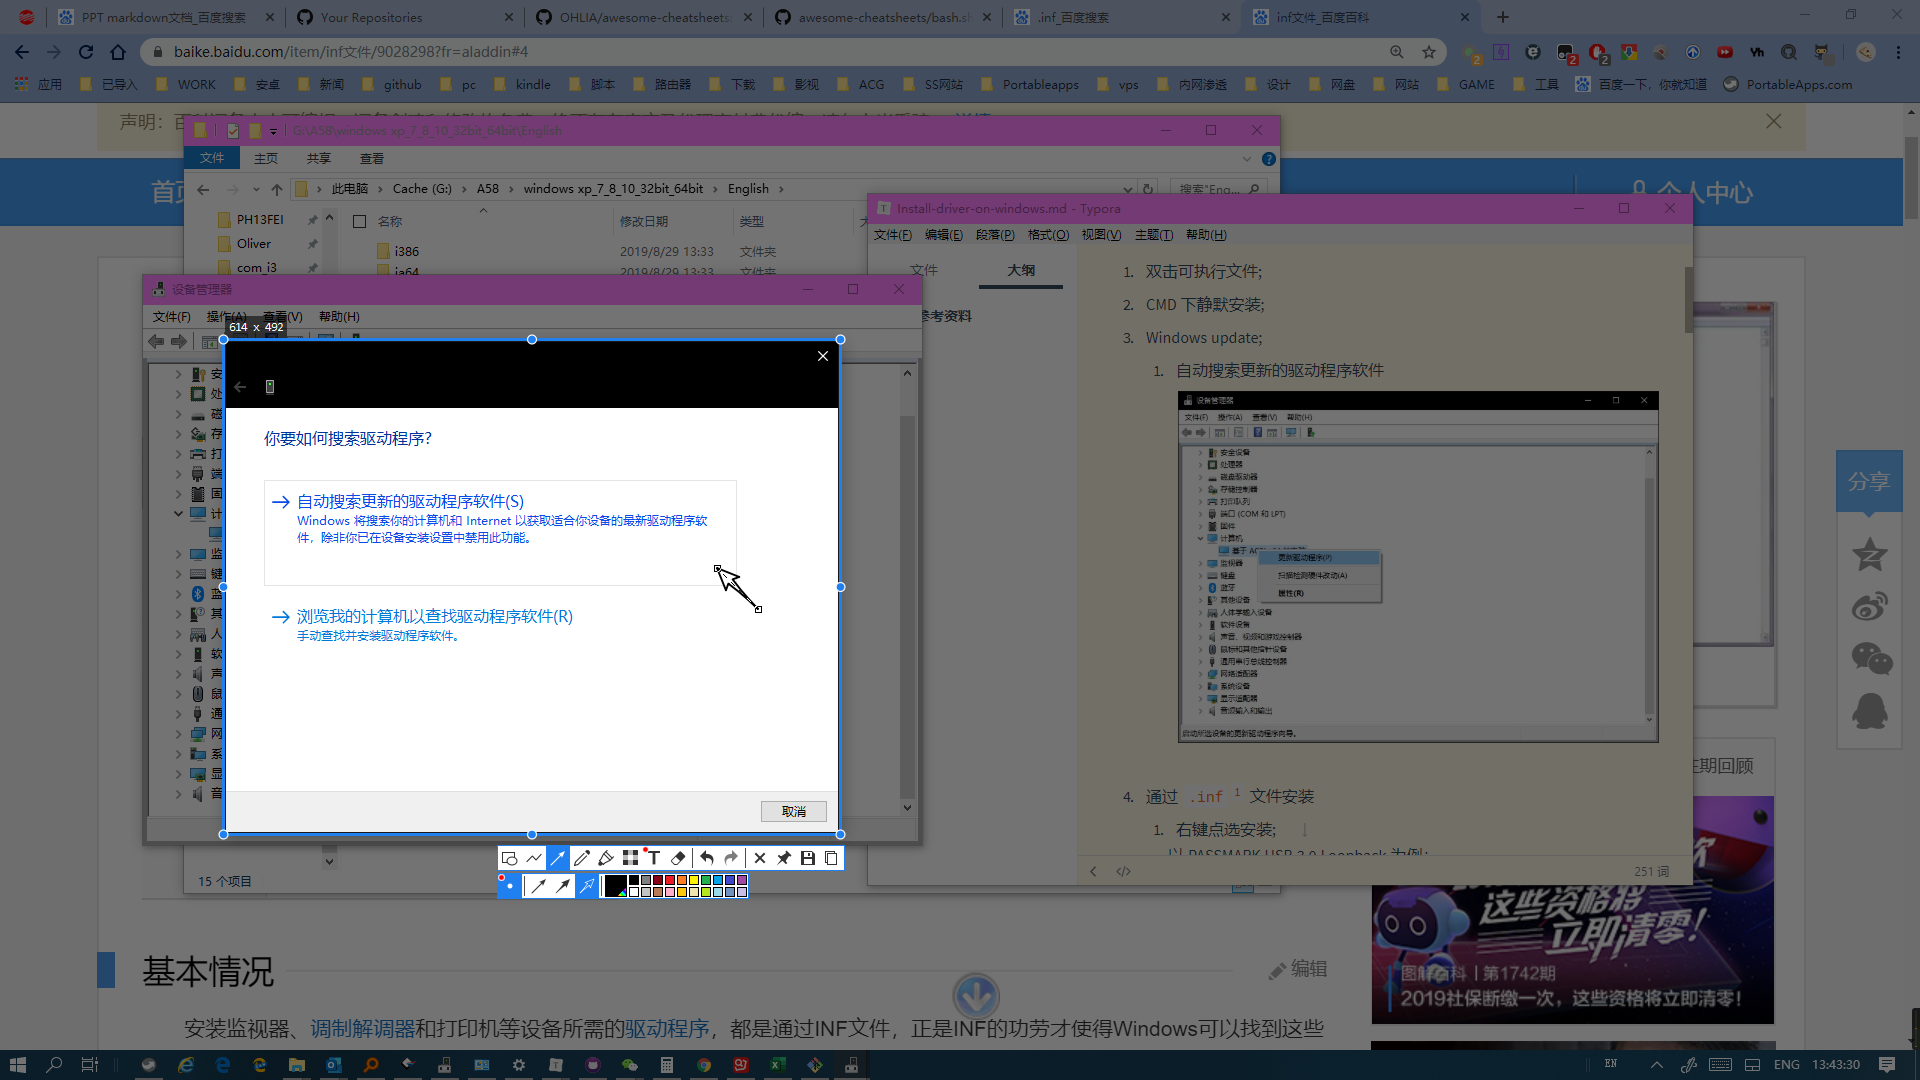 PPT markdown文档_百度搜索
Your Repositories
OHLIA/awesome-cheatsheets
awesome-cheatsheets/bash.sh
.inf_百度搜索
inf文件_百度百科
baike.baidu.com/item/inf文件/9028298?fr=aladdin#4
应用
已导入
WORK
安卓
新闻
github
pc
kindle
脚本
路由器
下载
影视
ACG
SS网站
Portableapps
vps
内网渗透
设计
网盘
网站
GAME
工具
百度一下，你就知道
PortableApps.com
声明：
G:\A58\windows xp_7_8_10_32bit_64bit\English
文件
主页
共享
查看
此电脑
Cache (G:)
A58
windows xp_7_8_10_32bit_64bit
English
搜索"Eng...
首页
个人中心
PH13FEI
Oliver
com_i3
名称
修改日期
类型
i386
2019/8/29 13:33
文件夹
ia64
2019/8/29 13:33
文件夹
15 个项目
Install-driver-on-windows.md - Typora
文件(F)
编辑(E)
段落(P)
格式(O)
视图(V)
主题(T)
帮助(H)
文件
大纲
参考资料
1. 双击可执行文件;
2. CMD 下静默安装;
3. Windows update;
1. 自动搜索更新的驱动程序软件
设备管理器
文件(F) 操作(A) 查看(V) 帮助(H)
安全设备
处理器
磁盘驱动器
存储控制器
打印队列
端口 (COM 和 LPT)
固件
计算机
更新驱动程序(P)
监视器
扫描检测硬件改动(A)
键盘
蓝牙
属性(R)
其他设备
人体学输入设备
软件设备
声音、视频和游戏控制器
鼠标和其他指针设备
通用串行总线控制器
网络适配器
系统设备
显示适配器
音频输入和输出
启动所选设备的更新驱动程序向导。
4. 通过 .inf 1 文件安装
1. 右键点选安装;
以 PASSMARK USB 3.0 Loopback 为例:
251 词
设备管理器
文件(F)
操作(A)
查看(V)
帮助(H)
614 x 492
你要如何搜索驱动程序?
自动搜索更新的驱动程序软件(S)
Windows 将搜索你的计算机和 Internet 以获取适合你设备的最新驱动程序软
件，除非你已在设备安装设置中禁用此功能。
浏览我的计算机以查找驱动程序软件(R)
手动查找并安装驱动程序软件。
取消
分享
往期回顾
这些资格将
立即清零！
图解百科 | 第1742期
2019社保断缴一次，这些资格将立即清零！
基本情况
编辑
安装监视器、调制解调器和打印机等设备所需的驱动程序，都是通过INF文件，正是INF的功劳才使得Windows可以找到这些
EN
ENG
13:43:30